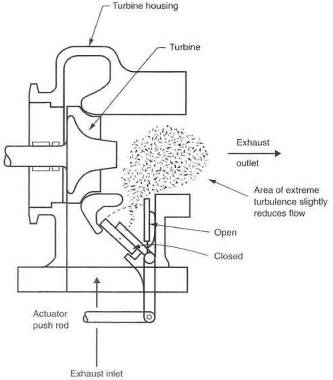 Turbine housing
Turbine
Exhaust
outlet
Area of extreme
turbulence slightly
reduces flow
Open
Closed
Actuator
push rod
Exhaust inlet